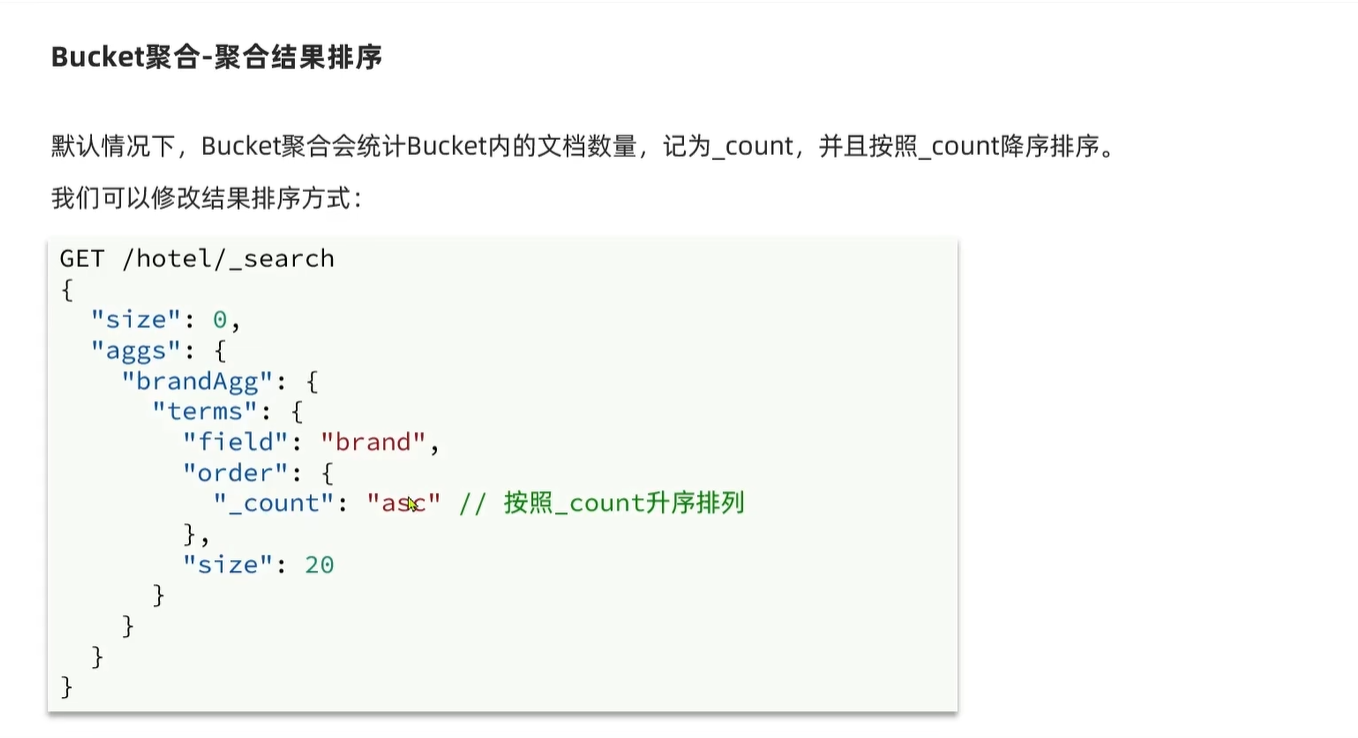 Bucket聚合-聚合结果排序
默认情况下，Bucket聚合会统计Bucket内的文档数量，记为_count，并且按照_count降序排序。
我们可以修改结果排序方式：
GET /hotel/_search
{
  "size": 0,
  "aggs": {
    "brandAgg": {
      "terms": {
        "field": "brand",
        "order": {
          "_count": "asc" // 按照_count升序排列
        },
        "size": 20
      }
    }
  }
}